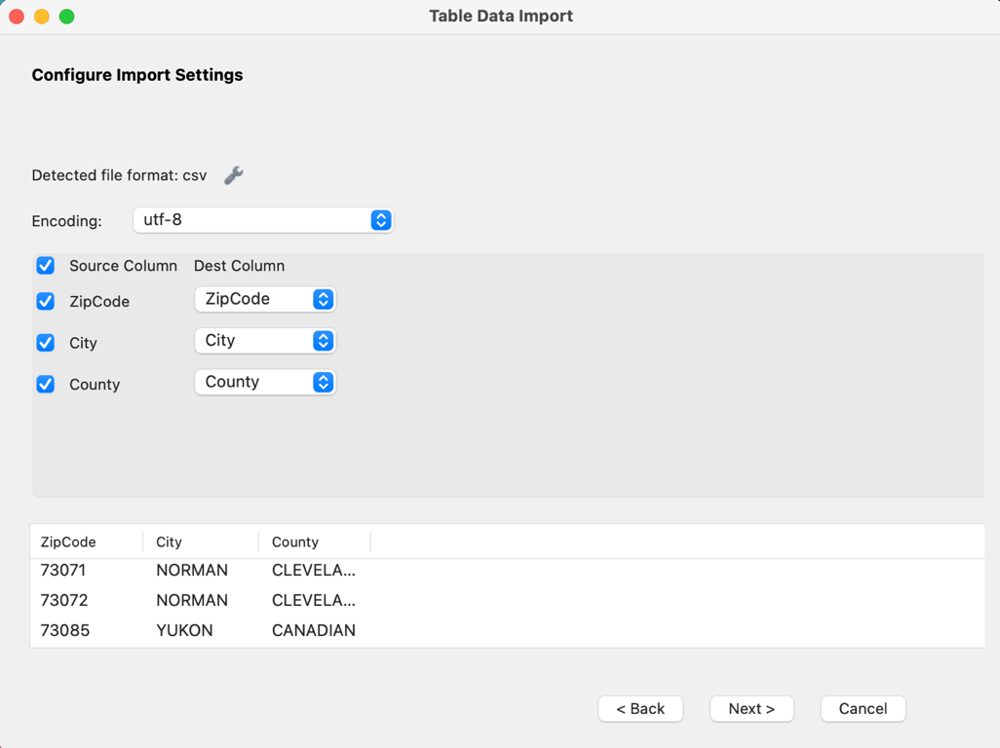 Table Data Import
Configure Import Settings
Detected file format: csv
Encoding: utf-8
Source Column Dest Column
ZipCode ZipCode
City City
County County
ZipCode City County
73071 NORMAN CLEVELA...
73072 NORMAN CLEVELA...
73085 YUKON CANADIAN
< Back Next > Cancel